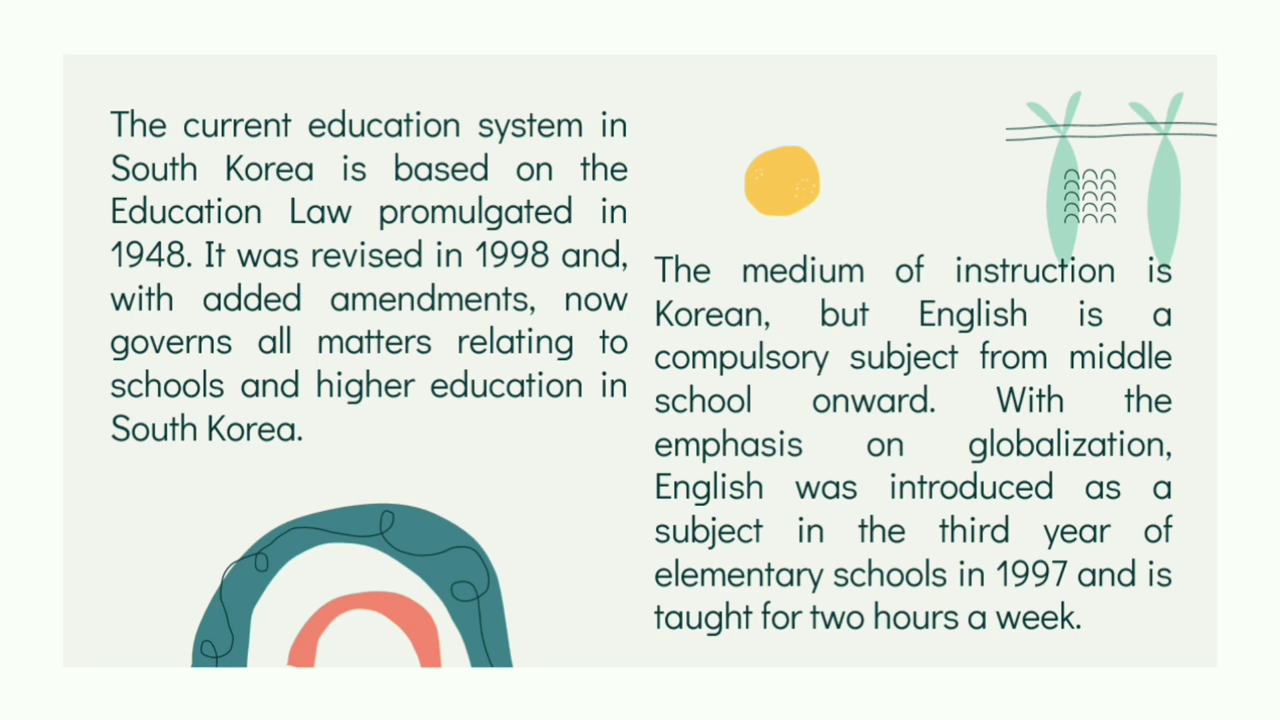 The current education system in
South Korea is based on the
Education Law promulgated in
1948. It was revised in 1998 and,
with added amendments, now
governs all matters relating to
schools and higher education in
South Korea.
The medium of instruction is
Korean, but English is a
compulsory subject from middle
school onward. With the
emphasis on globalization,
English was introduced as a
subject in the third year of
elementary schools in 1997 and is
taught for two hours a week.